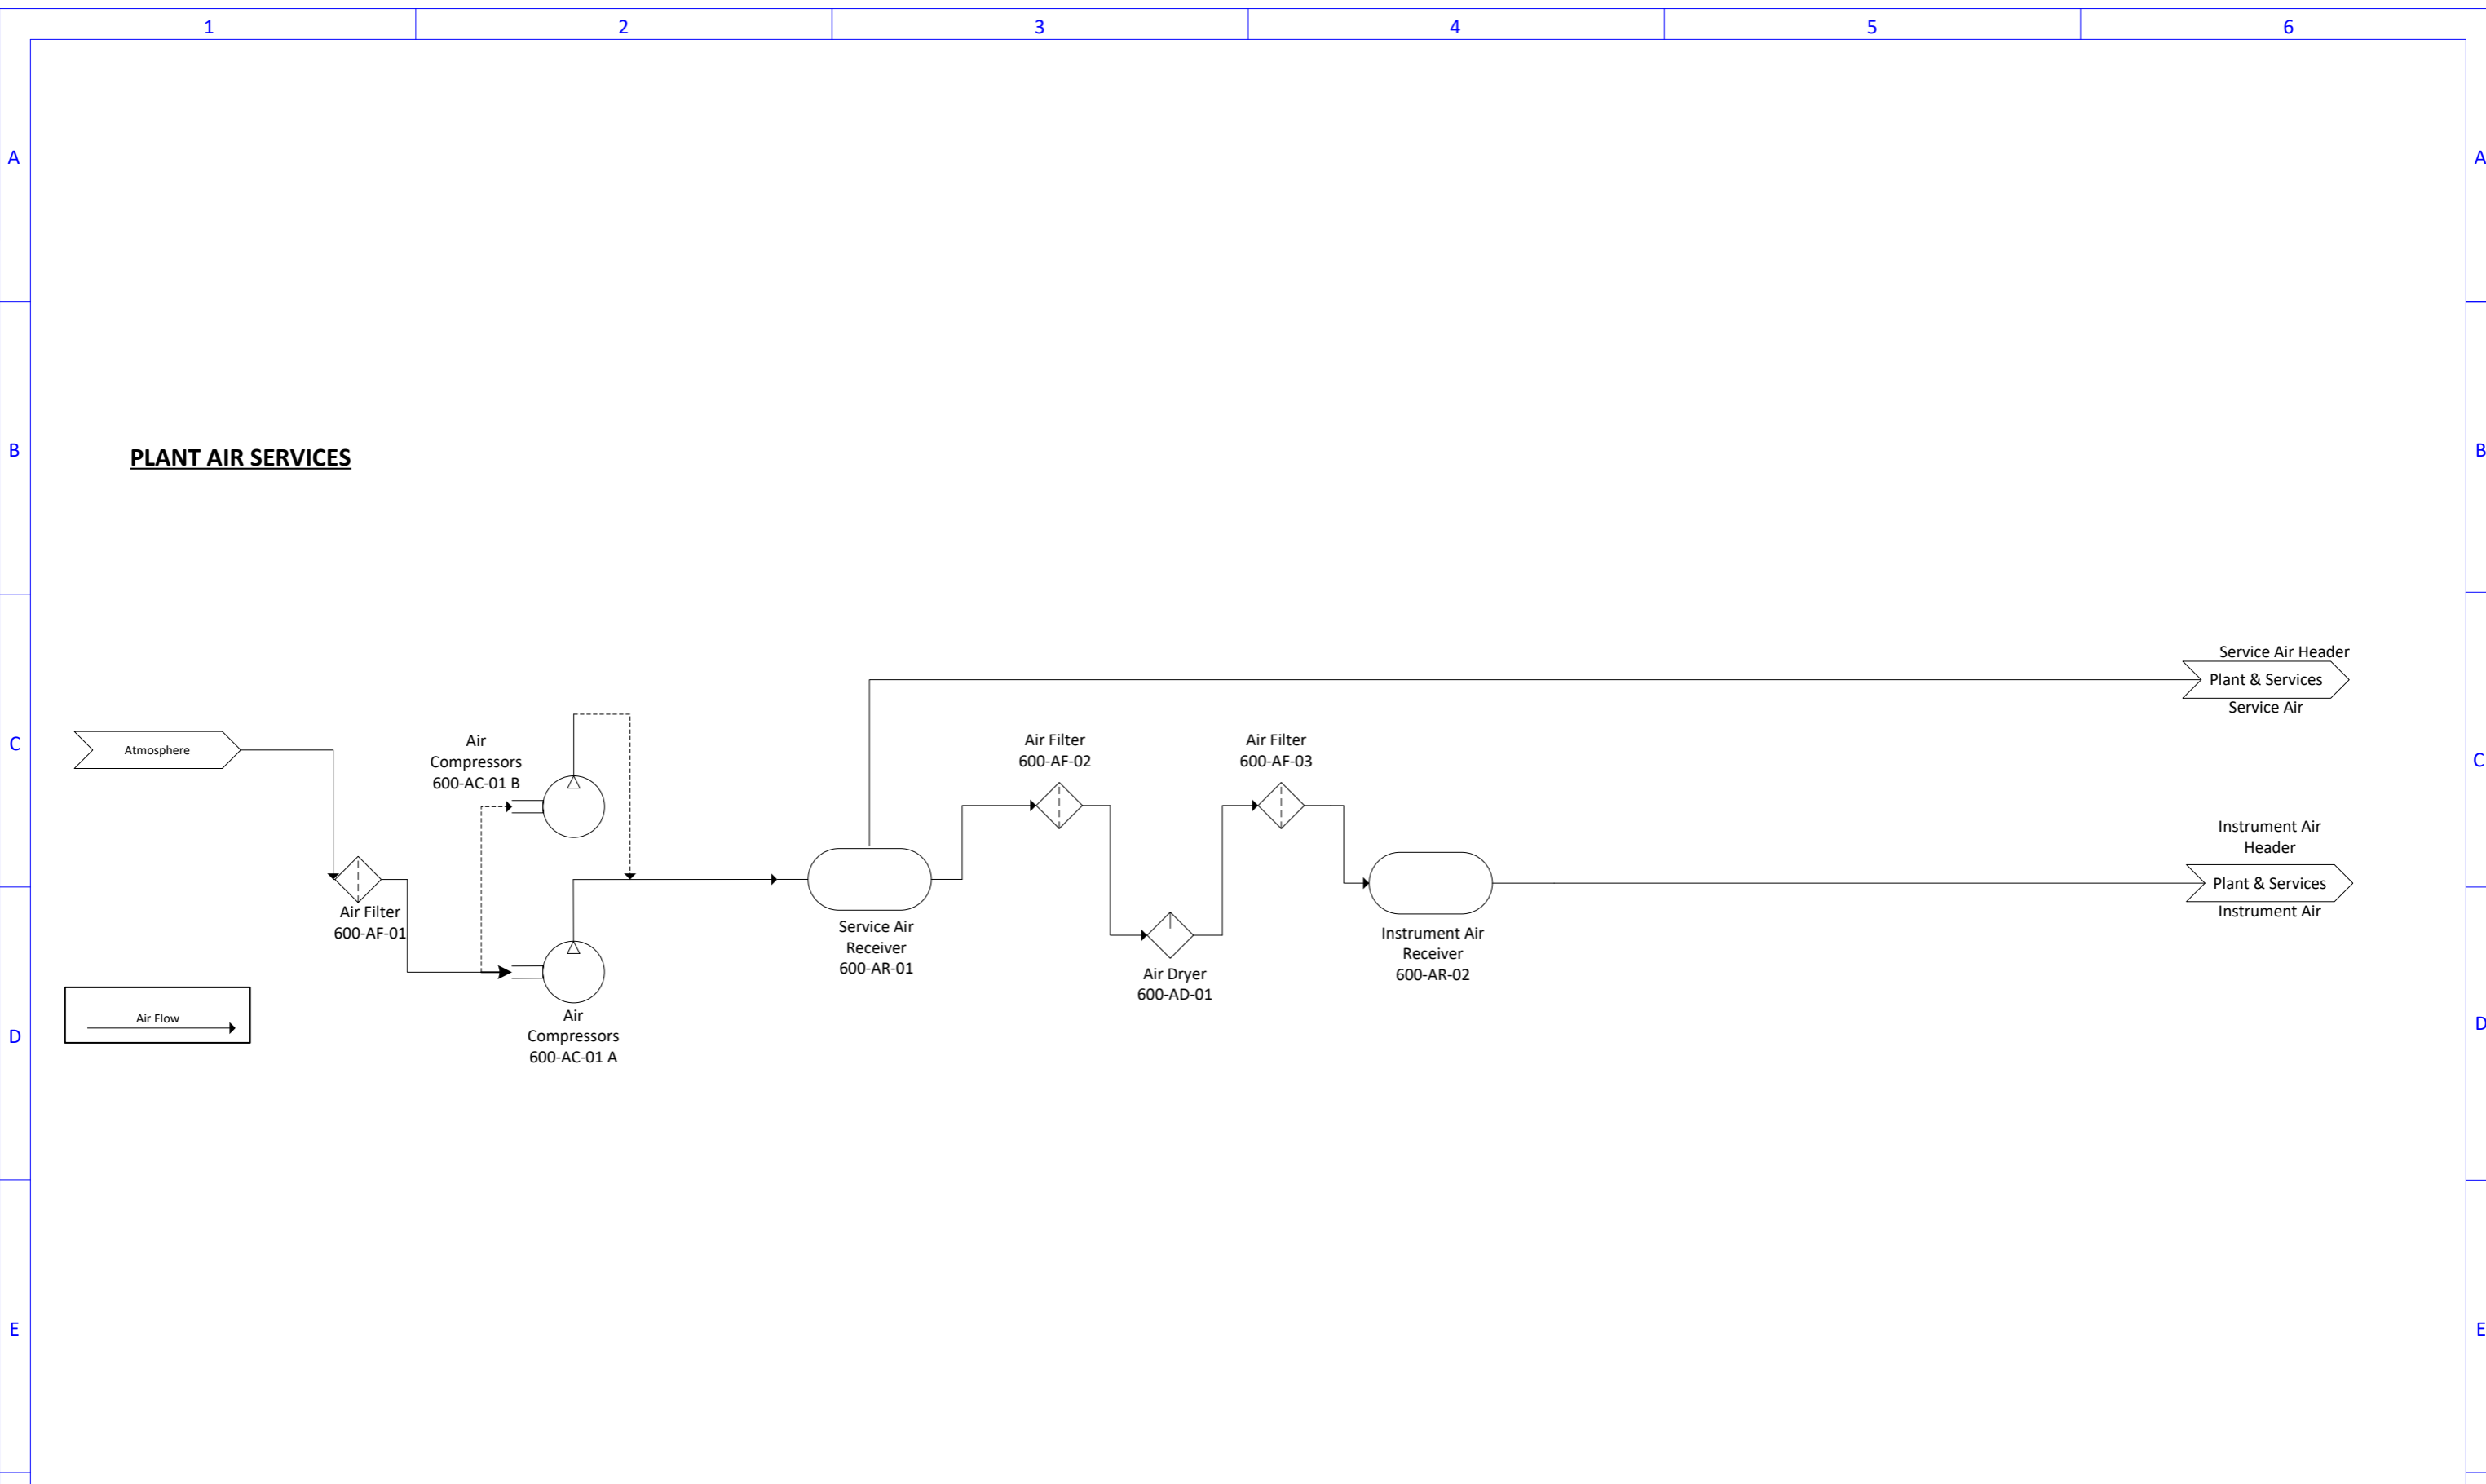 1
2
3
4
5
6
A
A
B
B
PLANT AIR SERVICES
Service Air Header
Plant & Services
Service Air
C
C
Atmosphere
Air
Compressors
600-AC-01 B
Air Filter
600-AF-02
Air Filter
600-AF-03
Instrument Air
Header
Plant & Services
Instrument Air
Air Filter
600-AF-01
Service Air
Receiver
600-AR-01
Instrument Air
Receiver
600-AR-02
Air Dryer
600-AD-01
Air Flow
Air
Compressors
600-AC-01 A
D
D
E
E